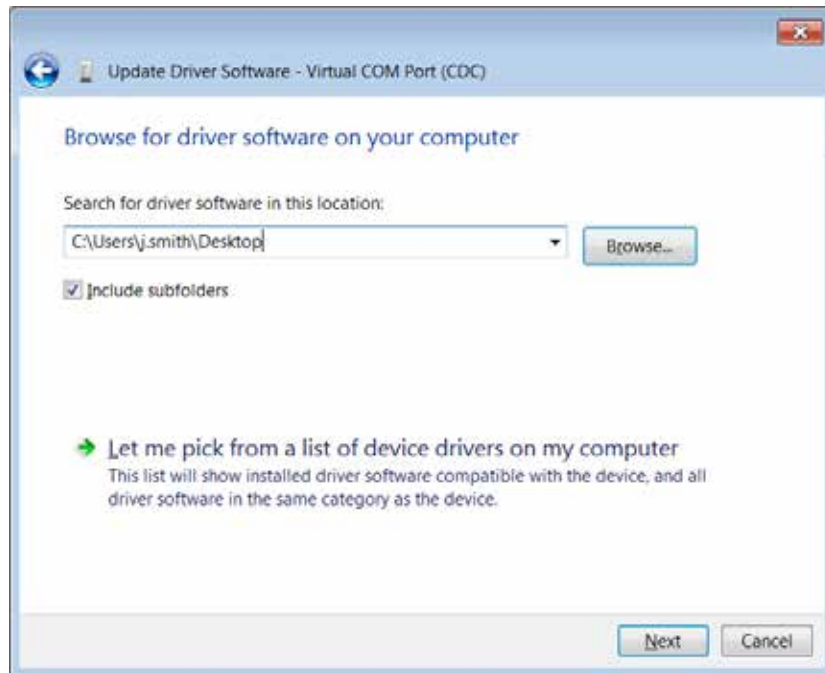 Update Driver Software - Virtual COM Port (CDC)
Browse for driver software on your computer
Search for driver software in this location:
C:\Users\j.smith\Desktop
Browse...
Include subfolders
Let me pick from a list of device drivers on my computer
This list will show installed driver software compatible with the device, and all
driver software in the same category as the device.
Next
Cancel